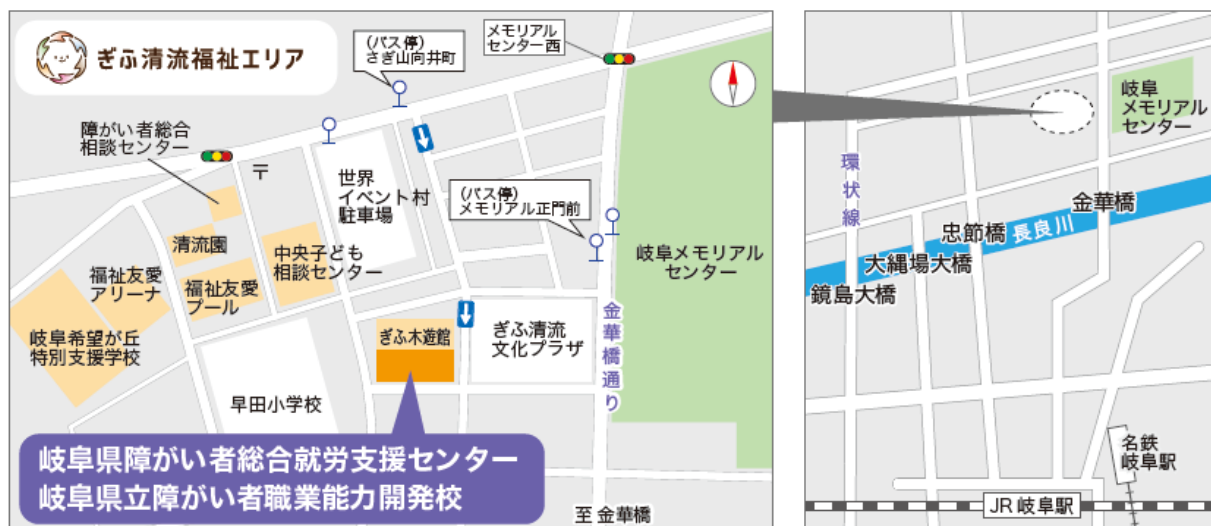 ぎふ清流福祉エリア
(バス停)
さぎ山向井町
メモリアル
センター西
障がい者総合
相談センター
〒
世界
イベント村
駐車場
(バス停)
メモリアル正門前
清流園
中央子ども
相談センター
岐阜メモリアル
センター
福祉友愛
アリーナ
福祉友愛
プール
岐阜希望が丘
特別支援学校
ぎふ木遊館
ぎふ清流
文化プラザ
金華橋通り
早田小学校
岐阜県障がい者総合就労支援センター
岐阜県立障がい者職業能力開発校
至 金華橋
岐阜
メモリアル
センター
環状線
金華橋
忠節橋
長良川
大縄場大橋
鏡島大橋
名鉄
岐阜駅
JR岐阜駅